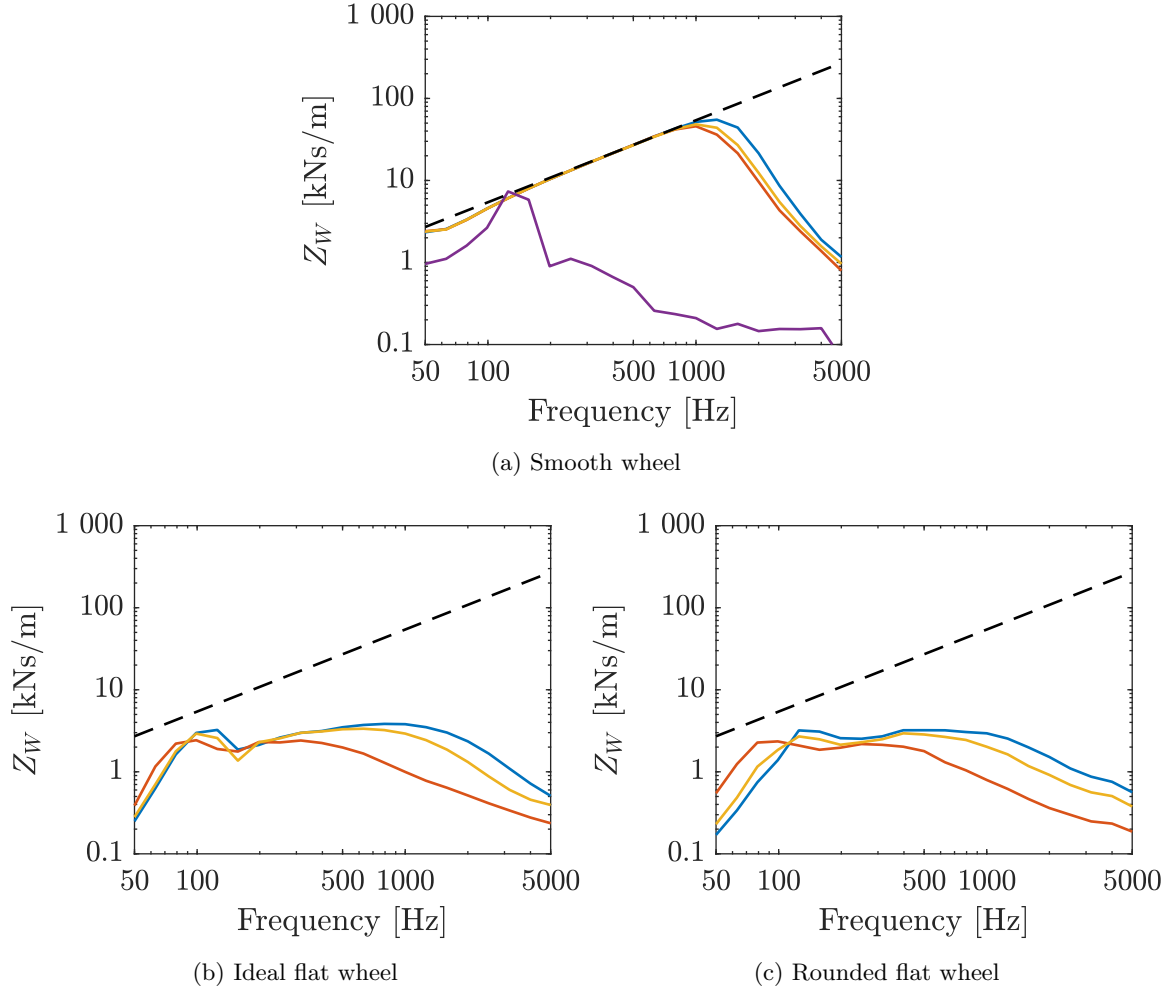 1 000
100
10
1
0.1
Z_W [kNs/m]
50 100 500 1000 5000
Frequency [Hz]
(a) Smooth wheel
1 000
100
10
1
0.1
Z_W [kNs/m]
50 100 500 1000 5000
Frequency [Hz]
(b) Ideal flat wheel
1 000
100
10
1
0.1
Z_W [kNs/m]
50 100 500 1000 5000
Frequency [Hz]
(c) Rounded flat wheel